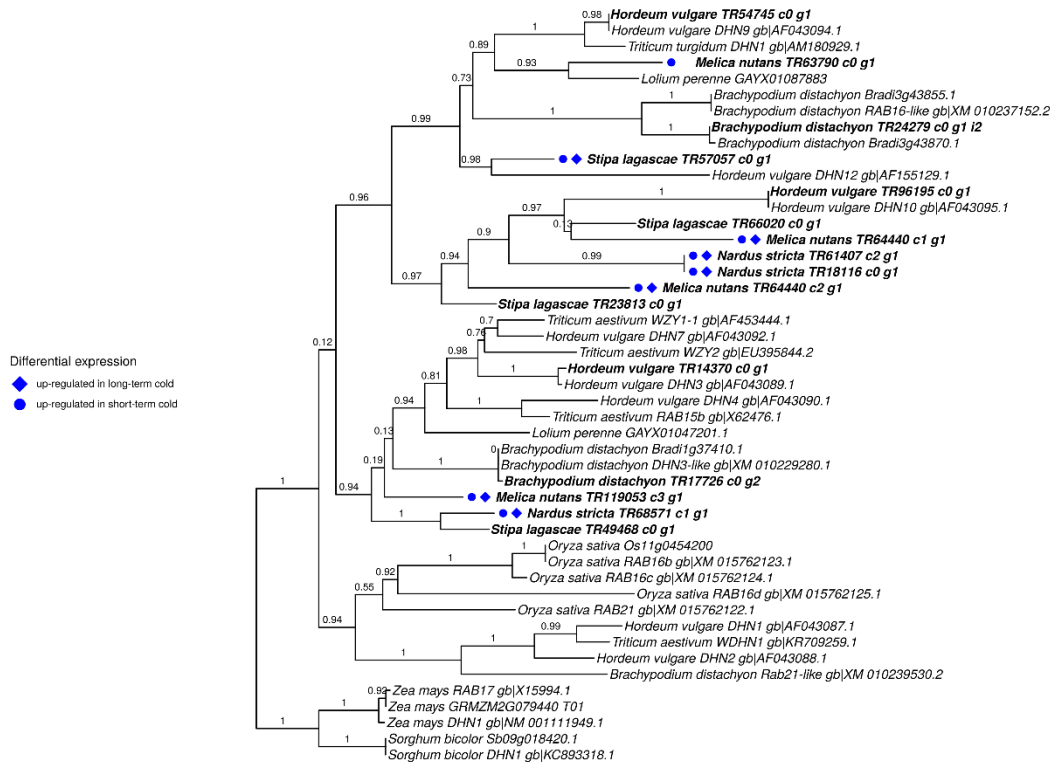 0.98
Hordeum vulgare TR54745 c0 g1
1
Hordeum vulgare DHN9 gb|AF043094.1
0.89
Triticum turgidum DHN1 gb|AM180929.1
0.93
Melica nutans TR63790 c0 g1
0.73
Lolium perenne GAYX01087883
1
Brachypodium distachyon Bradi3g43855.1
1
Brachypodium distachyon RAB16-like gb|XM 010237152.2
0.99
1
Brachypodium distachyon TR24279 c0 g1 i2
Brachypodium distachyon Bradi3g43870.1
0.98
Stipa lagascae TR57057 c0 g1
Hordeum vulgare DHN12 gb|AF155129.1
0.96
1
Hordeum vulgare TR96195 c0 g1
0.97
Hordeum vulgare DHN10 gb|AF043095.1
0.13
Stipa lagascae TR66020 c0 g1
0.9
Melica nutans TR64440 c1 g1
0.94
0.99
Nardus stricta TR61407 c2 g1
Nardus stricta TR18116 c0 g1
0.97
Melica nutans TR64440 c2 g1
Stipa lagascae TR23813 c0 g1
0.7
Triticum aestivum WZY1-1 gb|AF453444.1
0.76
Hordeum vulgare DHN7 gb|AF043092.1
0.12
0.98
Triticum aestivum WZY2 gb|EU395844.2
1
Hordeum vulgare TR14370 c0 g1
0.81
Hordeum vulgare DHN3 gb|AF043089.1
1
Hordeum vulgare DHN4 gb|AF043090.1
0.94
Triticum aestivum RAB15b gb|X62476.1
0.13
Lolium perenne GAYX01047201.1
0
Brachypodium distachyon Bradi1g37410.1
0.19
1
Brachypodium distachyon DHN3-like gb|XM 010229280.1
Brachypodium distachyon TR17726 c0 g2
0.94
Melica nutans TR119053 c3 g1
1
Nardus stricta TR68571 c1 g1
Stipa lagascae TR49468 c0 g1
1
1
Oryza sativa Os11g0454200
1
Oryza sativa RAB16b gb|XM 015762123.1
0.92
Oryza sativa RAB16c gb|XM 015762124.1
0.55
Oryza sativa RAB16d gb|XM 015762125.1
Oryza sativa RAB21 gb|XM 015762122.1
0.94
0.99
Hordeum vulgare DHN1 gb|AF043087.1
1
Triticum aestivum WDHN1 gb|KR709259.1
1
Hordeum vulgare DHN2 gb|AF043088.1
Brachypodium distachyon Rab21-like gb|XM 010239530.2
0.92
Zea mays RAB17 gb|X15994.1
1
Zea mays GRMZM2G079440 T01
1
Zea mays DHN1 gb|NM 001111949.1
1
Sorghum bicolor Sb09g018420.1
Sorghum bicolor DHN1 gb|KC893318.1
Differential expression
up-regulated in long-term cold
up-regulated in short-term cold